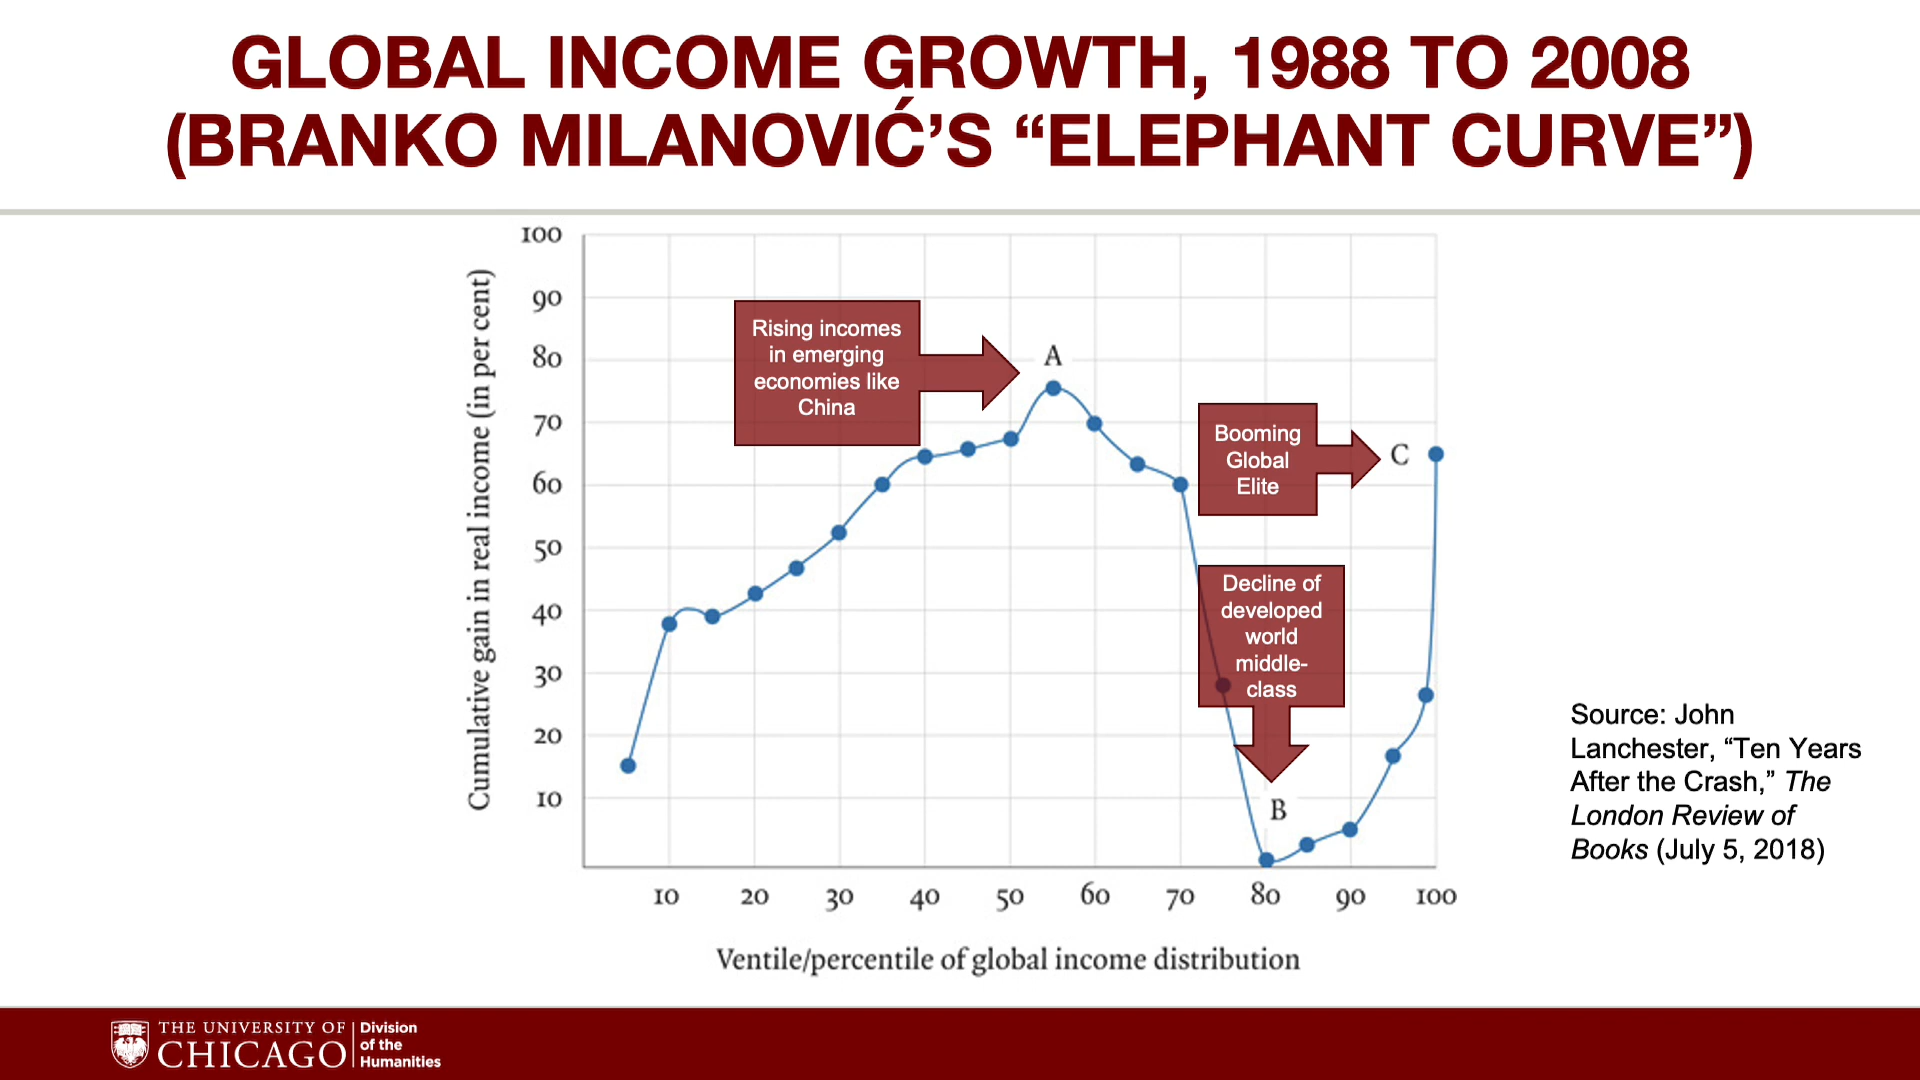 GLOBAL INCOME GROWTH, 1988 TO 2008
(BRANKO MILANOVIĆ’S “ELEPHANT CURVE”)
Cumulative gain in real income (in per cent)
100
90
80
70
60
50
40
30
20
10
Rising incomes
in emerging
economies like
China
A
Booming
Global
Elite
C
Decline of
developed
world
middle-
class
B
10 20 30 40 50 60 70 80 90 100
Ventile/percentile of global income distribution
Source: John
Lanchester, “Ten Years
After the Crash,” The
London Review of
Books (July 5, 2018)
THE UNIVERSITY OF
CHICAGO
Division
of the
Humanities